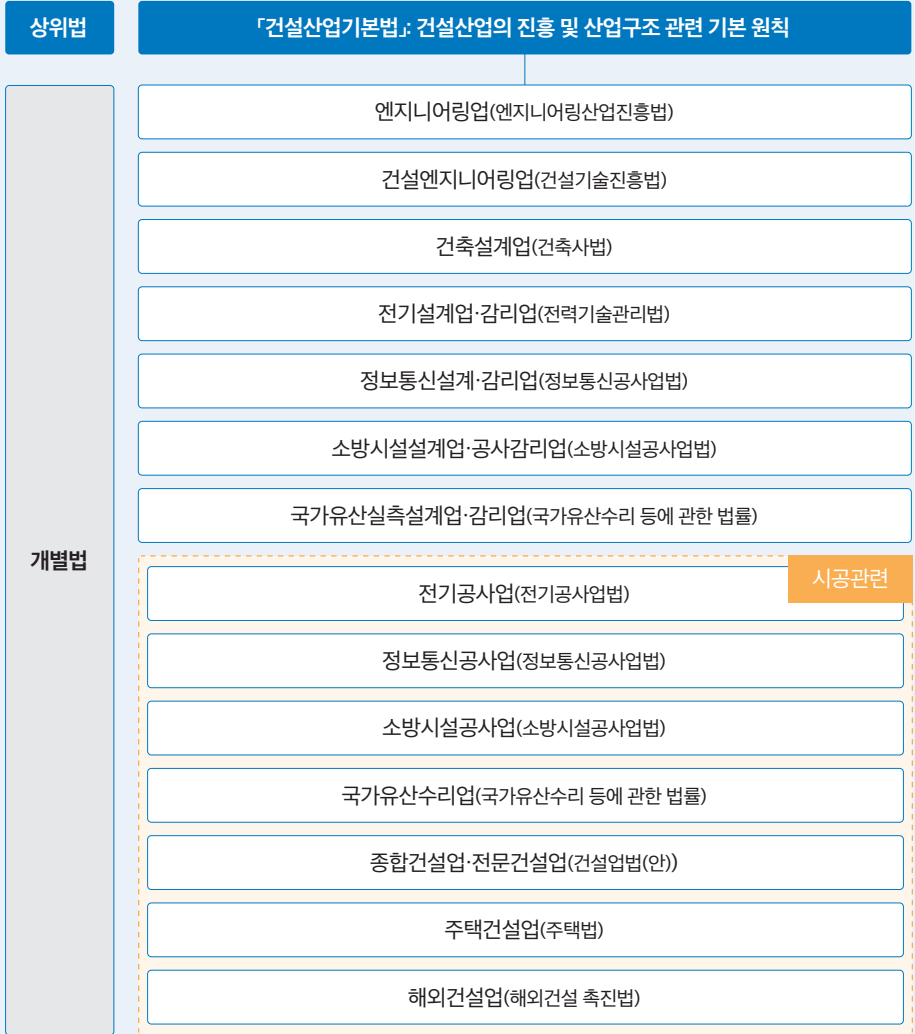 상위법
「건설산업기본법」: 건설산업의 진흥 및 산업구조 관련 기본 원칙
개별법
엔지니어링업(엔지니어링산업진흥법)
건설엔지니어링업(건설기술진흥법)
건축설계업(건축사법)
전기설계업·감리업(전력기술관리법)
정보통신설계·감리업(정보통신공사업법)
소방시설설계업·공사감리업(소방시설공사업법)
국가유산실측설계업·감리업(국가유산수리 등에 관한 법률)
시공관련
전기공사업(전기공사업법)
정보통신공사업(정보통신공사업법)
소방시설공사업(소방시설공사업법)
국가유산수리업(국가유산수리 등에 관한 법률)
종합건설업·전문건설업(건설업법(안))
주택건설업(주택법)
해외건설업(해외건설 촉진법)